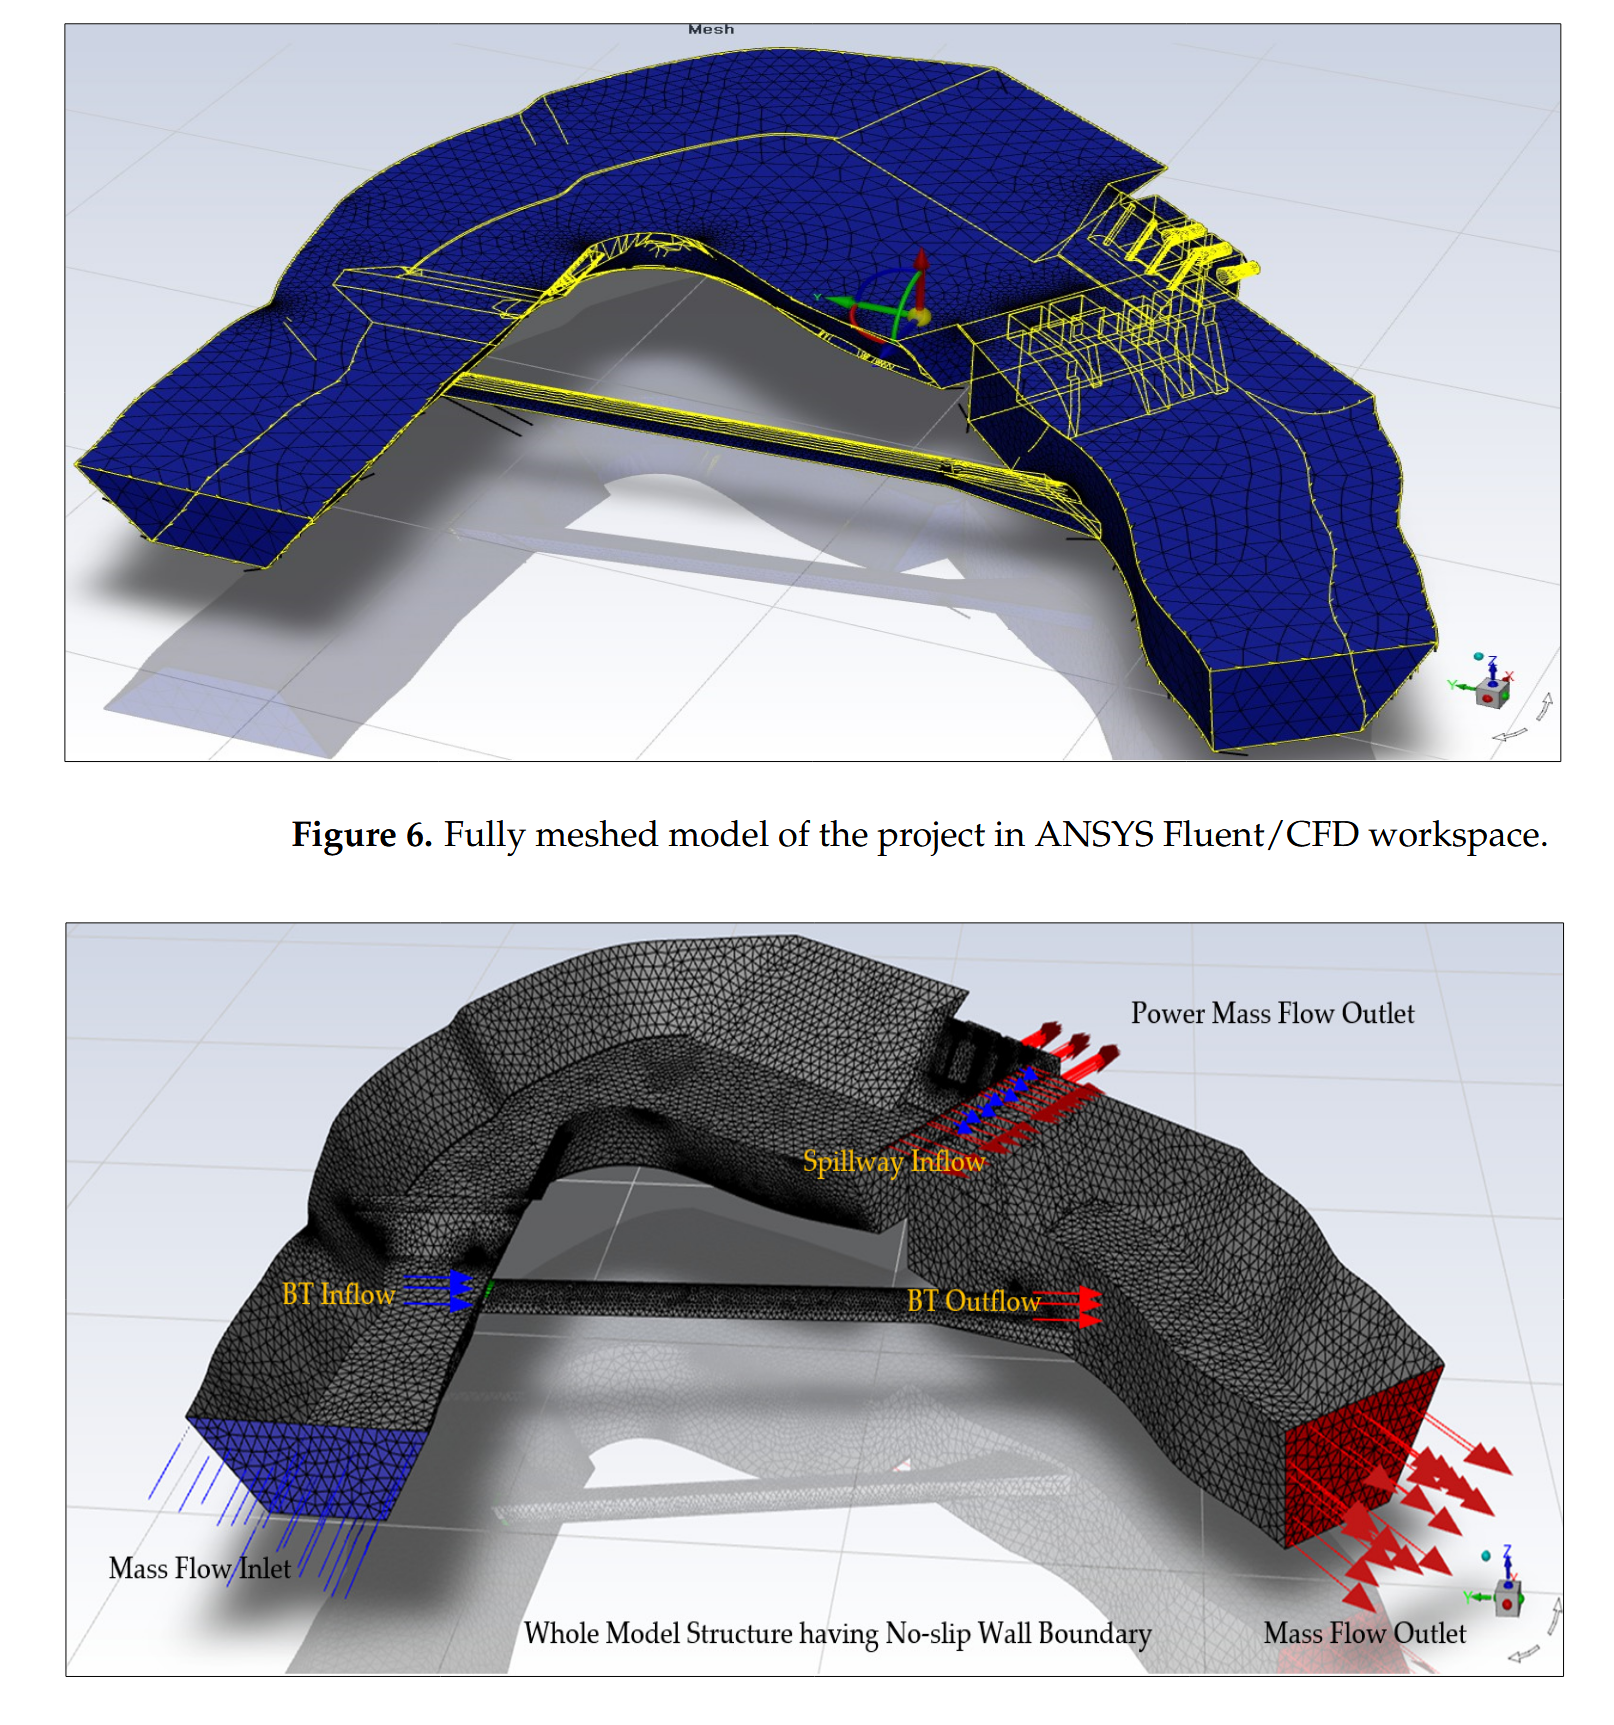 Mesh
Y
Z
X
Y
Figure 6. Fully meshed model of the project in ANSYS Fluent/CFD workspace.
Power Mass Flow Outlet
Spillway Inflow
BT Inflow
BT Outflow
Mass Flow Inlet
Z
Y
Whole Model Structure having No-slip Wall Boundary
Mass Flow Outlet